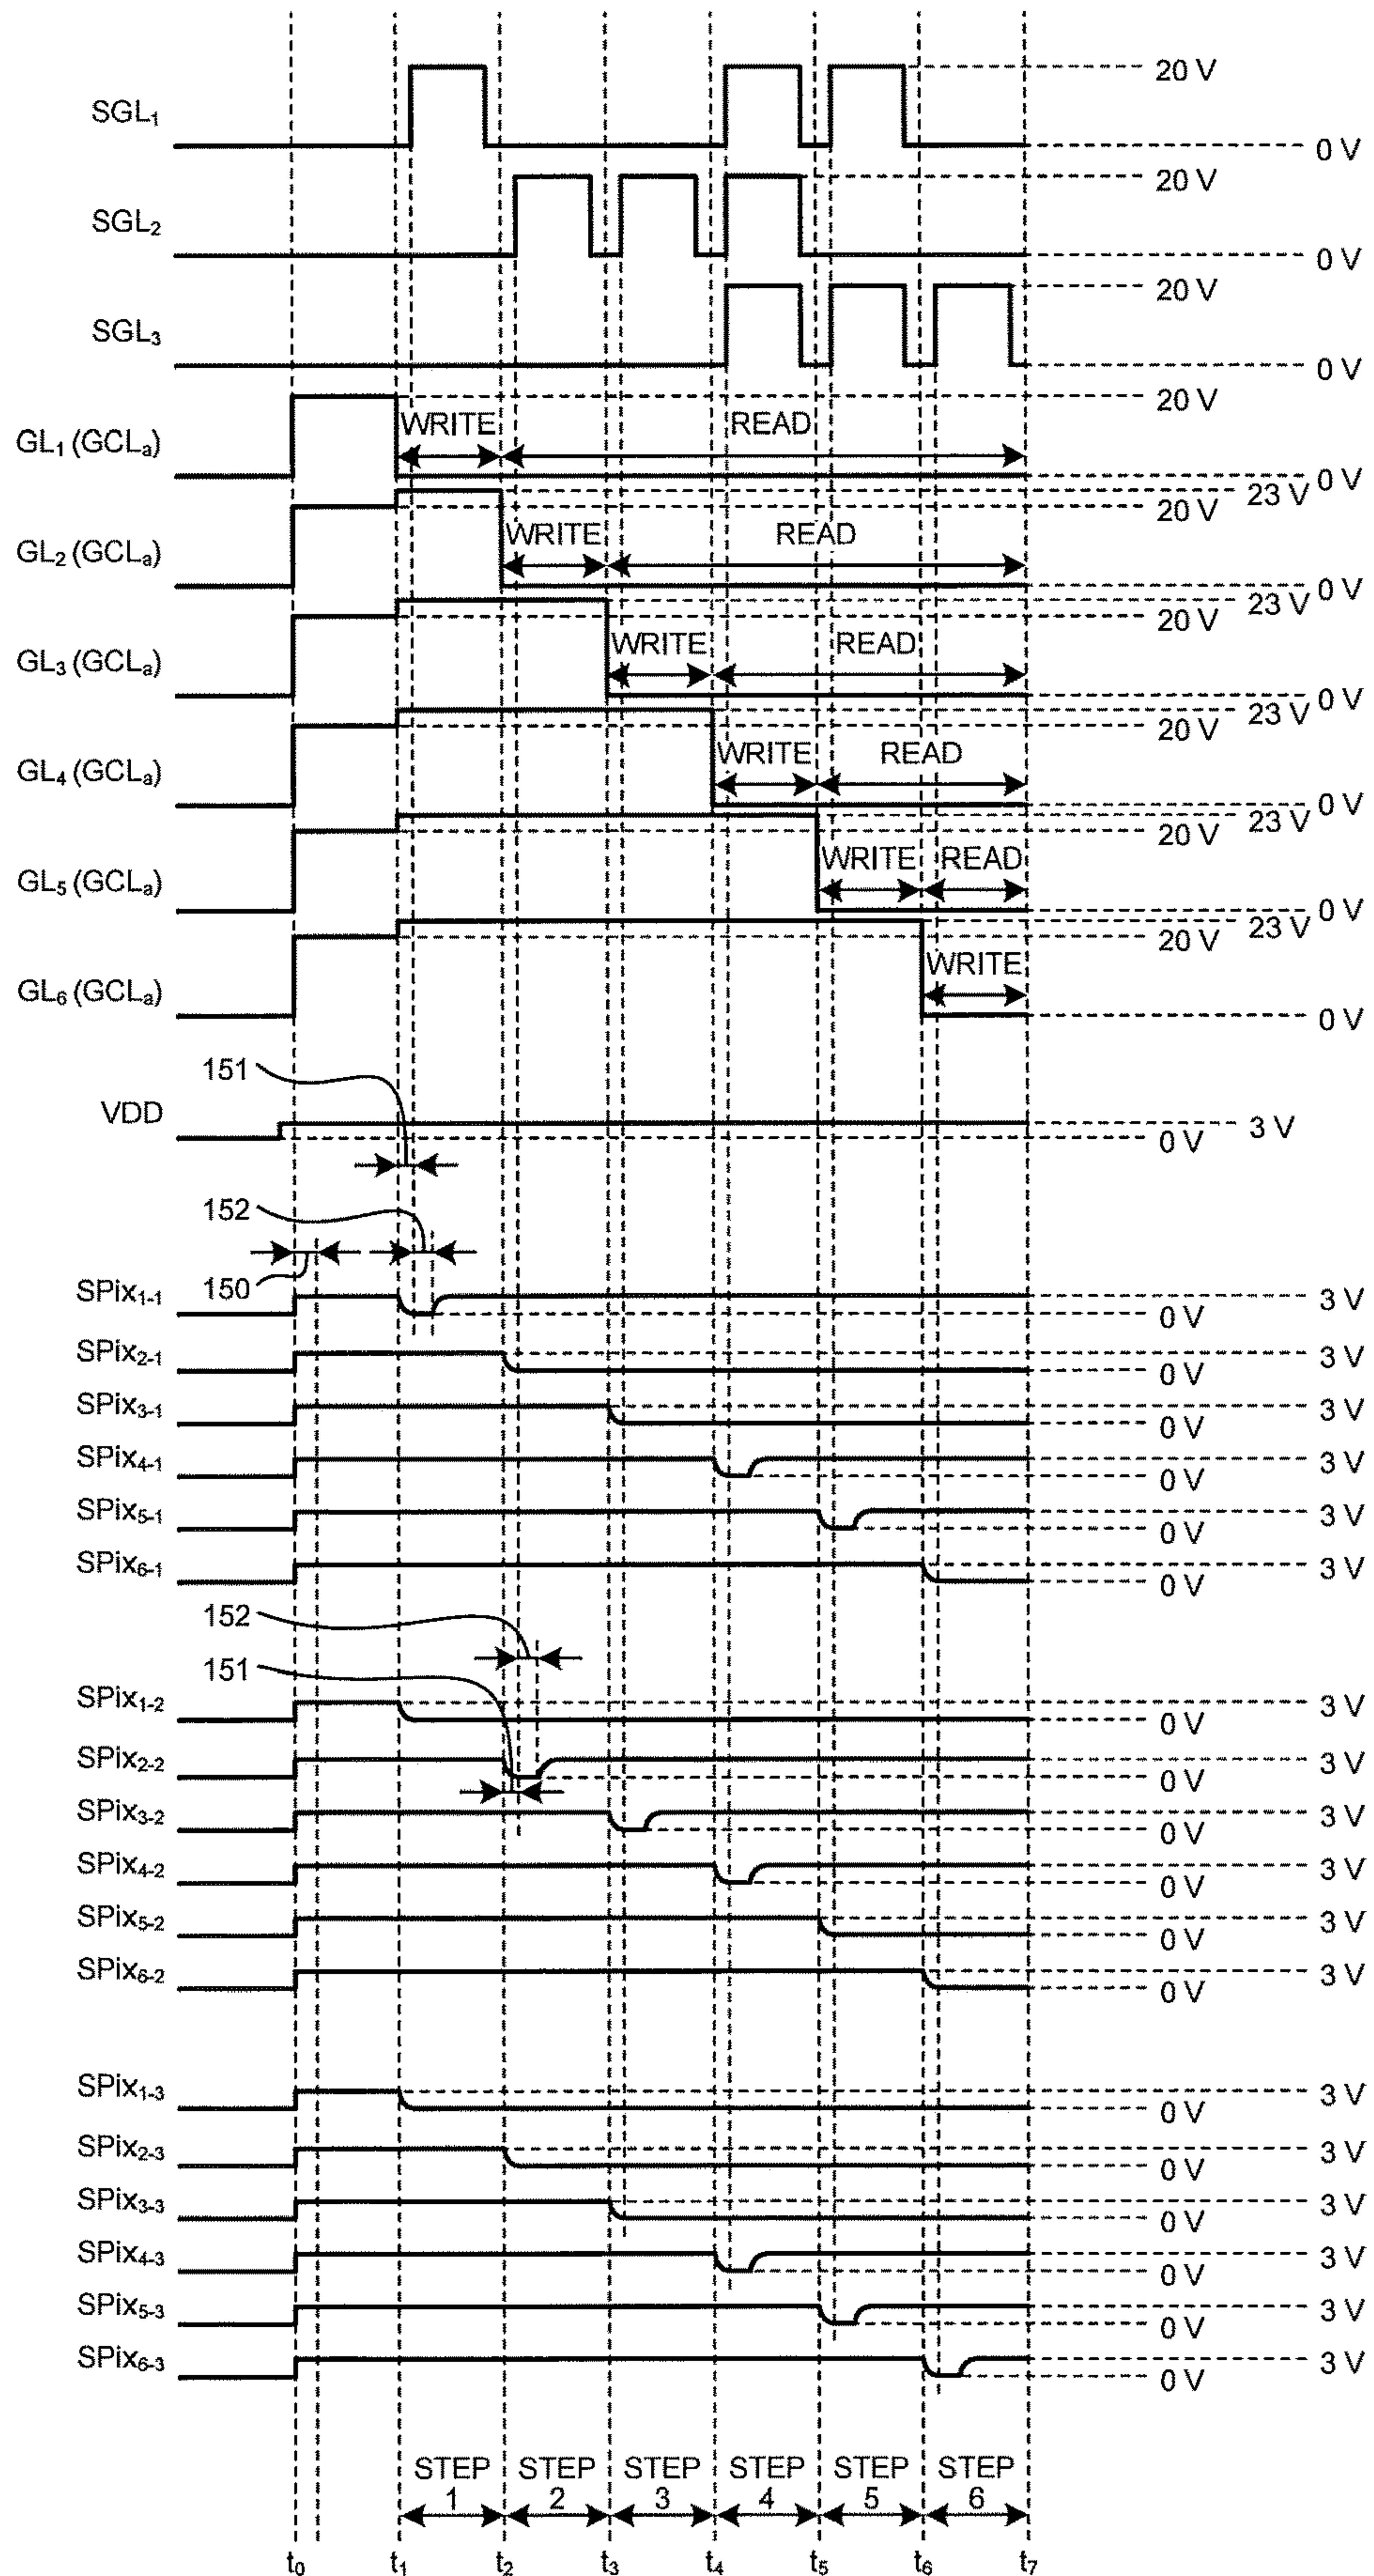 20 V
SGL₁
0 V
20 V
SGL₂
0 V
20 V
SGL₃
0 V
20 V
WRITE READ
GL₁ (GCLₐ)
0 V
23 V
20 V
WRITE READ
GL₂ (GCLₐ)
0 V
23 V
20 V
WRITE READ
GL₃ (GCLₐ)
0 V
23 V
20 V
WRITE READ
GL₄ (GCLₐ)
0 V
23 V
20 V
WRITE READ
GL₅ (GCLₐ)
0 V
23 V
20 V
WRITE
GL₆ (GCLₐ)
0 V
151
VDD
3 V
0 V
152
150
SPix₁₋₁
3 V
0 V
SPix₂₋₁
3 V
0 V
SPix₃₋₁
3 V
0 V
SPix₄₋₁
3 V
0 V
SPix₅₋₁
3 V
0 V
SPix₆₋₁
3 V
0 V
152
151
SPix₁₋₂
3 V
0 V
SPix₂₋₂
3 V
0 V
SPix₃₋₂
3 V
0 V
SPix₄₋₂
3 V
0 V
SPix₅₋₂
3 V
0 V
SPix₆₋₂
3 V
0 V
SPix₁₋₃
3 V
0 V
SPix₂₋₃
3 V
0 V
SPix₃₋₃
3 V
0 V
SPix₄₋₃
3 V
0 V
SPix₅₋₃
3 V
0 V
SPix₆₋₃
3 V
0 V
STEP STEP STEP STEP STEP STEP
1 2 3 4 5 6
t₀ t₁ t₂ t₃ t₄ t₅ t₆ t₇